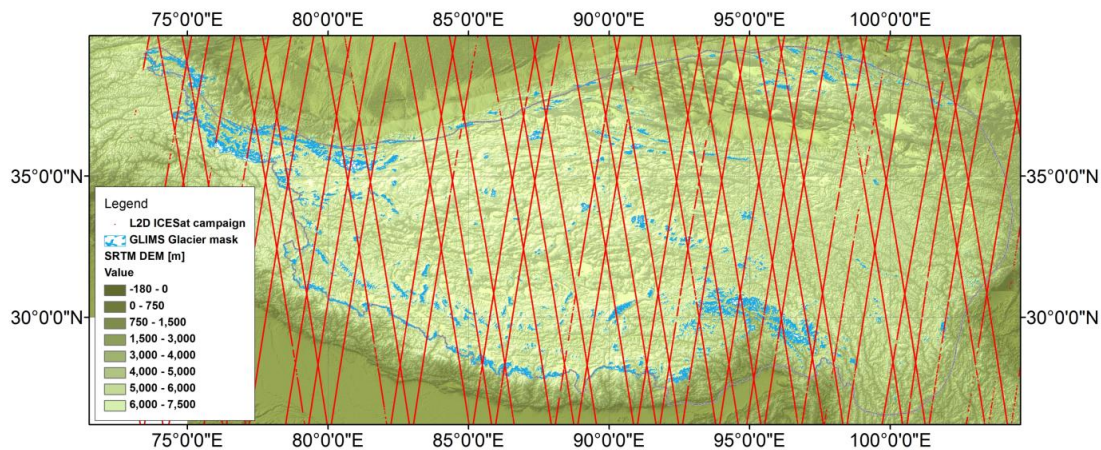 75°0'0"E 80°0'0"E 85°0'0"E 90°0'0"E 95°0'0"E 100°0'0"E
35°0'0"N 35°0'0"N
Legend
L2D ICESat campaign
GLIMS Glacier mask
SRTM DEM [m]
Value
-180 - 0
0 - 750
750 - 1,500
1,500 - 3,000
3,000 - 4,000
4,000 - 5,000
5,000 - 6,000
6,000 - 7,500
30°0'0"N 30°0'0"N
75°0'0"E 80°0'0"E 85°0'0"E 90°0'0"E 95°0'0"E 100°0'0"E